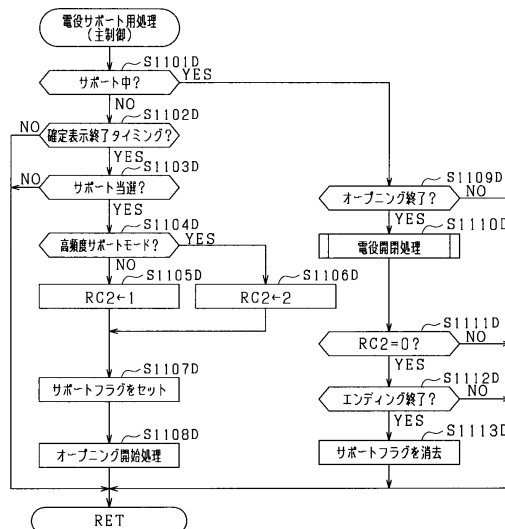 電役サポート用処理
(主制御)
S1101D
サポート中?
YES
NO
S1102D
NO
確定表示終了タイミング?
YES
S1103D
NO
サポート当選?
YES
S1104D
高頻度サポートモード?
YES
NO
S1105D
RC2←1
S1106D
RC2←2
S1107D
サポートフラグをセット
S1108D
オープニング開始処理
S1109D
オープニング終了?
NO
YES
S1110D
電役開閉処理
S1111D
RC2=0?
NO
YES
S1112D
エンディング終了?
NO
YES
S1113D
サポートフラグを消去
RET